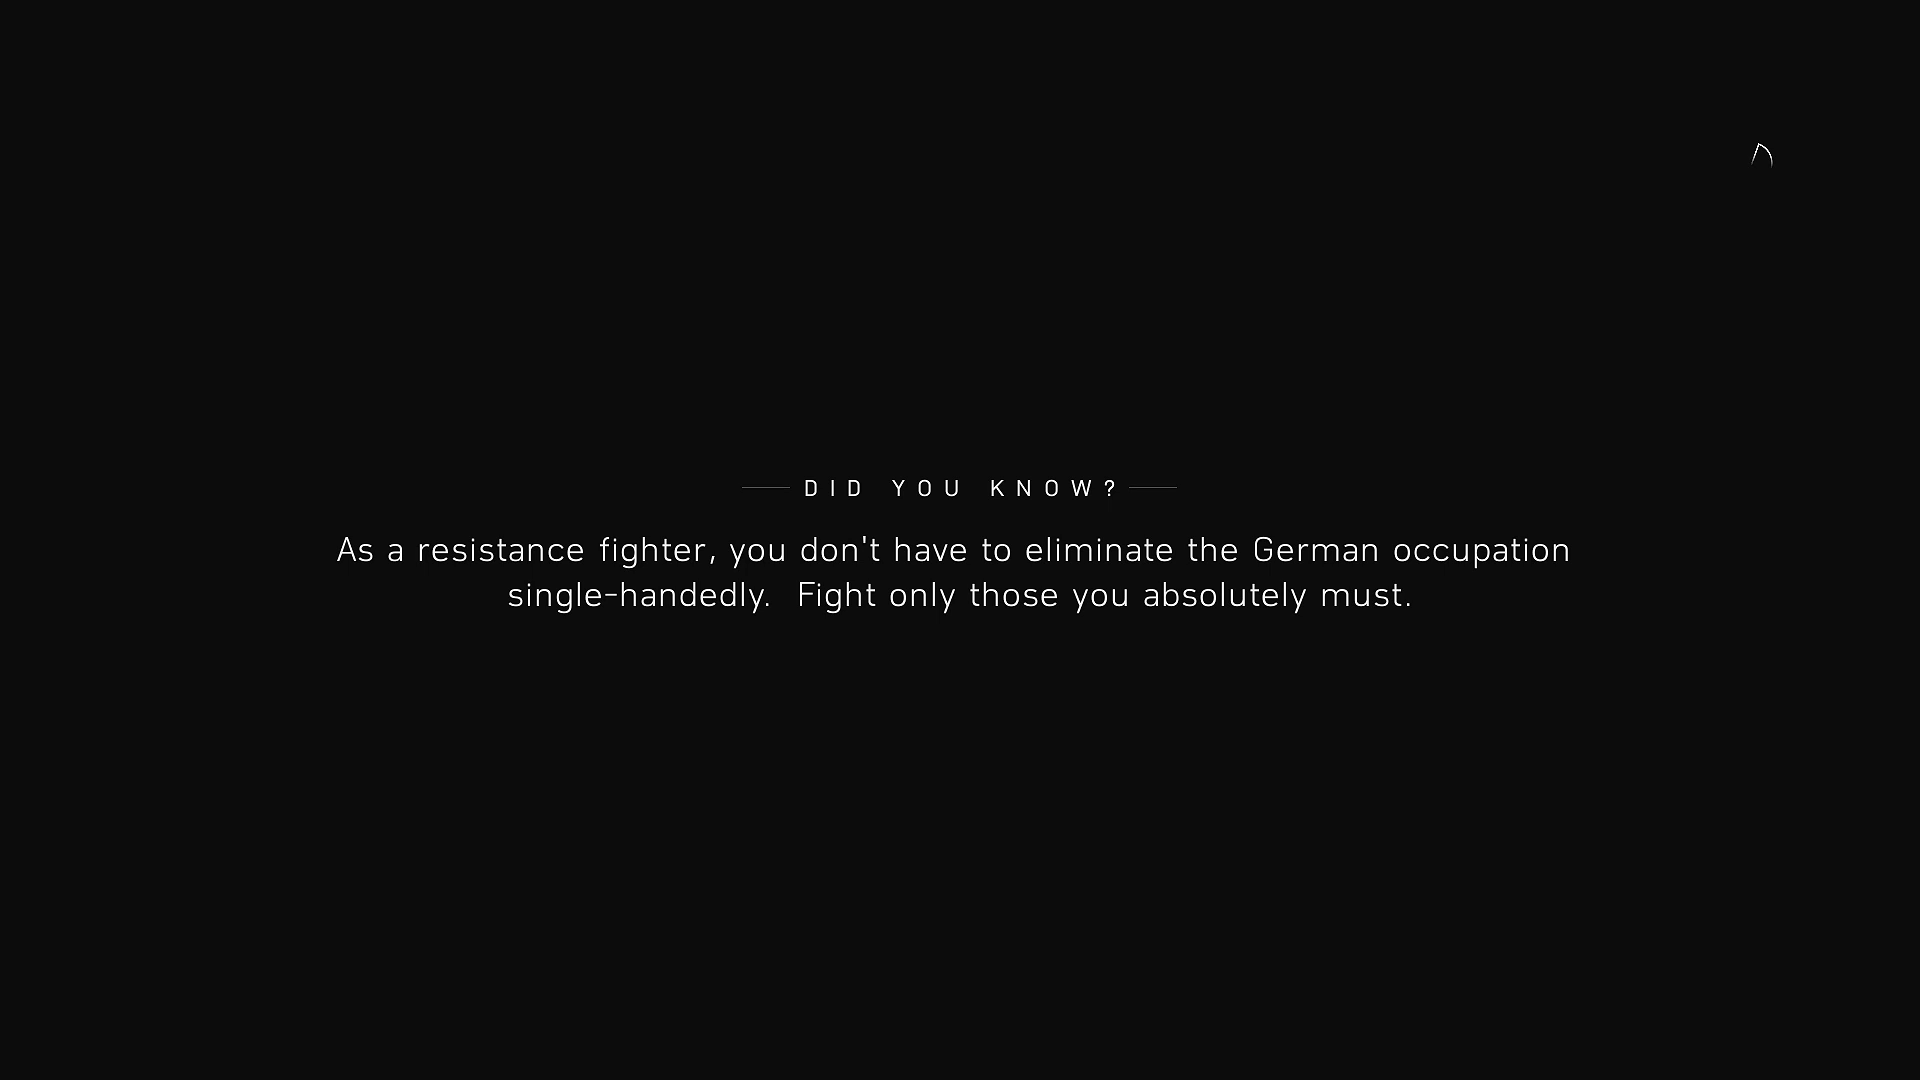 DID YOU KNOW?
As a resistance fighter, you don't have to eliminate the German occupation
single-handedly.  Fight only those you absolutely must.